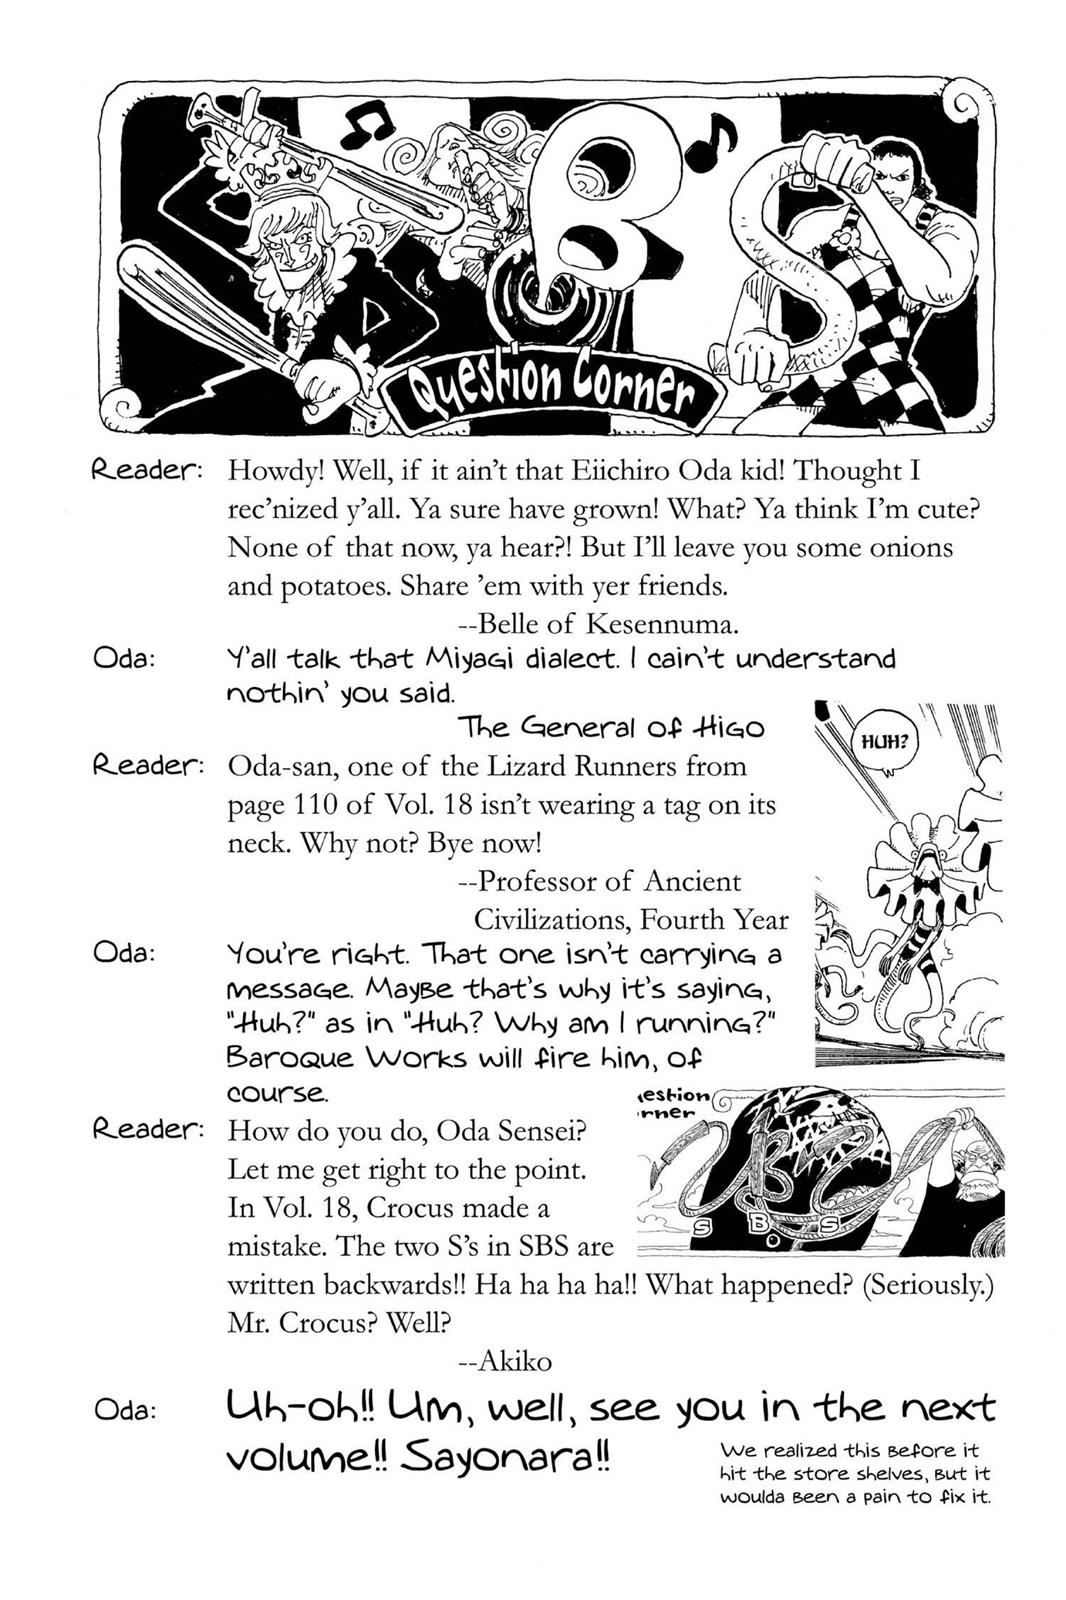 S B S
Question Corner
Reader: Howdy! Well, if it ain't that Eiichiro Oda kid! Thought I
rec'nized y'all. Ya sure have grown! What? Ya think I'm cute?
None of that now, ya hear?! But I'll leave you some onions
and potatoes. Share 'em with yer friends.
--Belle of Kesennuma.
Oda: Y'all talk that Miyagi dialect. I cain't understand
nothin' you said.
The General of Higo
HUH?
Reader: Oda-san, one of the Lizard Runners from
page 110 of Vol. 18 isn't wearing a tag on its
neck. Why not? Bye now!
--Professor of Ancient
Civilizations, Fourth Year
Oda: You're right. That one isn't carrying a
message. Maybe that's why it's saying,
"Huh?" as in "Huh? Why am I running?"
Baroque Works will fire him, of
course.
estion
rner
S B S
Reader: How do you do, Oda Sensei?
Let me get right to the point.
In Vol. 18, Crocus made a
mistake. The two S's in SBS are
written backwards!! Ha ha ha ha!! What happened? (Seriously.)
Mr. Crocus? Well?
--Akiko
Oda: Uh-oh!! Um, well, see you in the next
volume!! Sayonara!!
We realized this before it
hit the store shelves, but it
woulda been a pain to fix it.